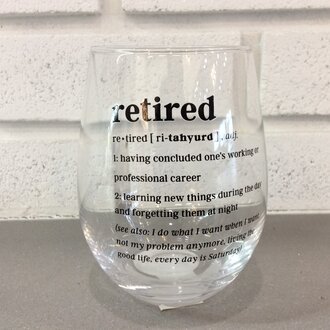 retired
re•tired [ ri-tahyurd ] , adj.
1: having concluded one's working or
professional career
2: learning new things during the day
and forgetting them at night
(see also: I do what I want when I want,
not my problem anymore, living the
good life, every day is Saturday)